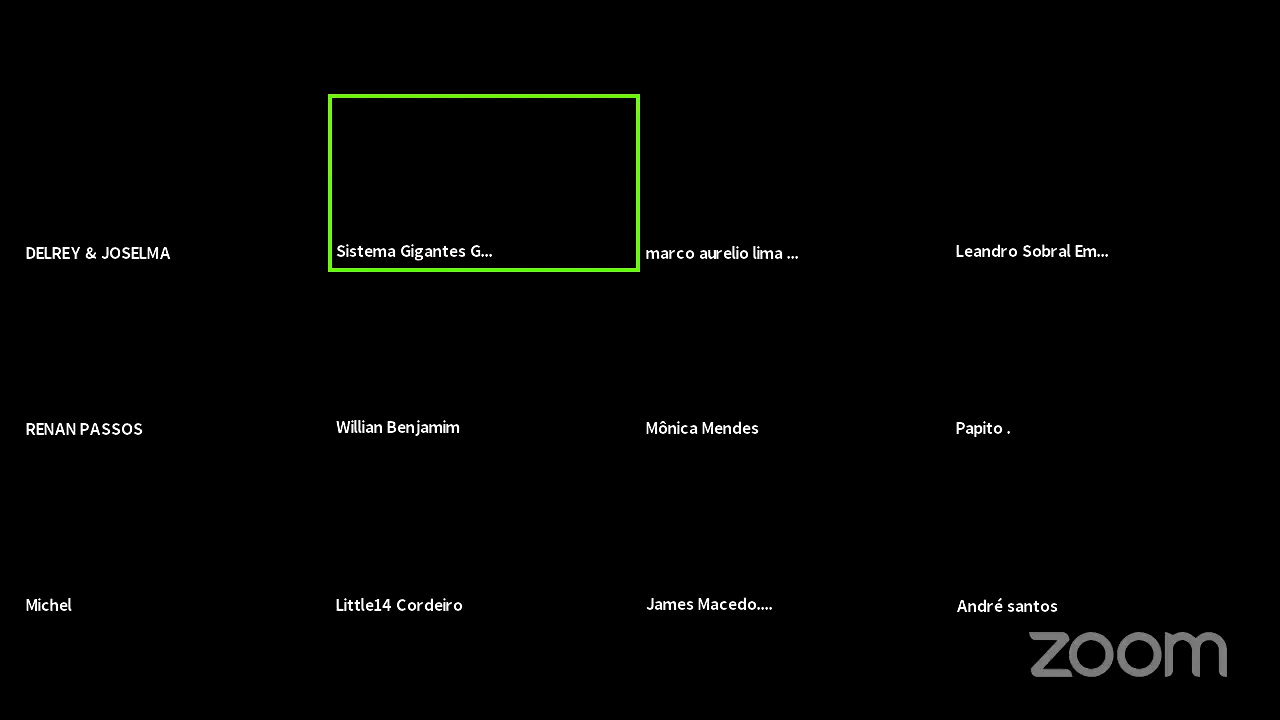 DELREY & JOSELMA
Sistema Gigantes G...
marco aurelio lima ...
Leandro Sobral Em...
RENAN PASSOS
Willian Benjamim
Mônica Mendes
Papito .
Michel
Little14 Cordeiro
James Macedo....
André santos
zoom